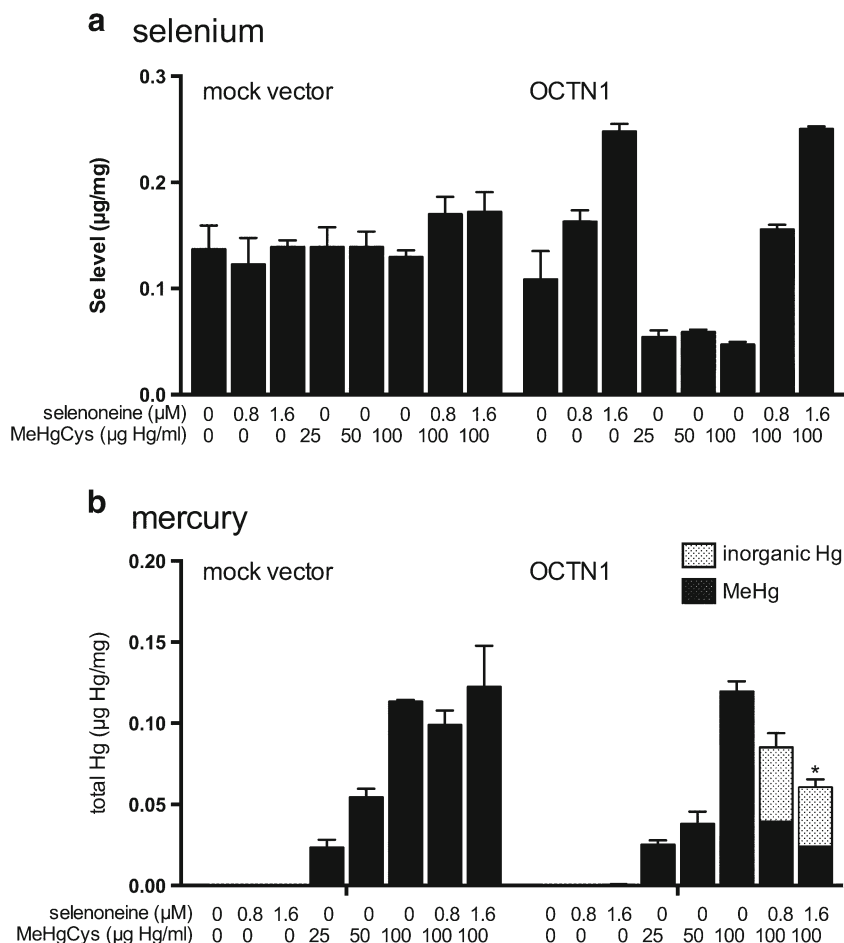 a selenium
0.3
mock vector OCTN1
0.2
Se level (µg/mg)
0.1
0.0
selenoneine (µM) 0 0.8 1.6 0 0 0 0.8 1.6 0 0.8 1.6 0 0 0 0.8 1.6
MeHgCys (µg Hg/ml) 0 0 0 25 50 100 100 100 0 0 0 25 50 100 100 100
b mercury
inorganic Hg
0.20
mock vector OCTN1
MeHg
0.15
total Hg (µg Hg/mg)
0.10
*
0.05
0.00
selenoneine (µM) 0 0.8 1.6 0 0 0 0.8 1.6 0 0.8 1.6 0 0 0 0.8 1.6
MeHgCys (µg Hg/ml) 0 0 0 25 50 100 100 100 0 0 0 25 50 100 100 100